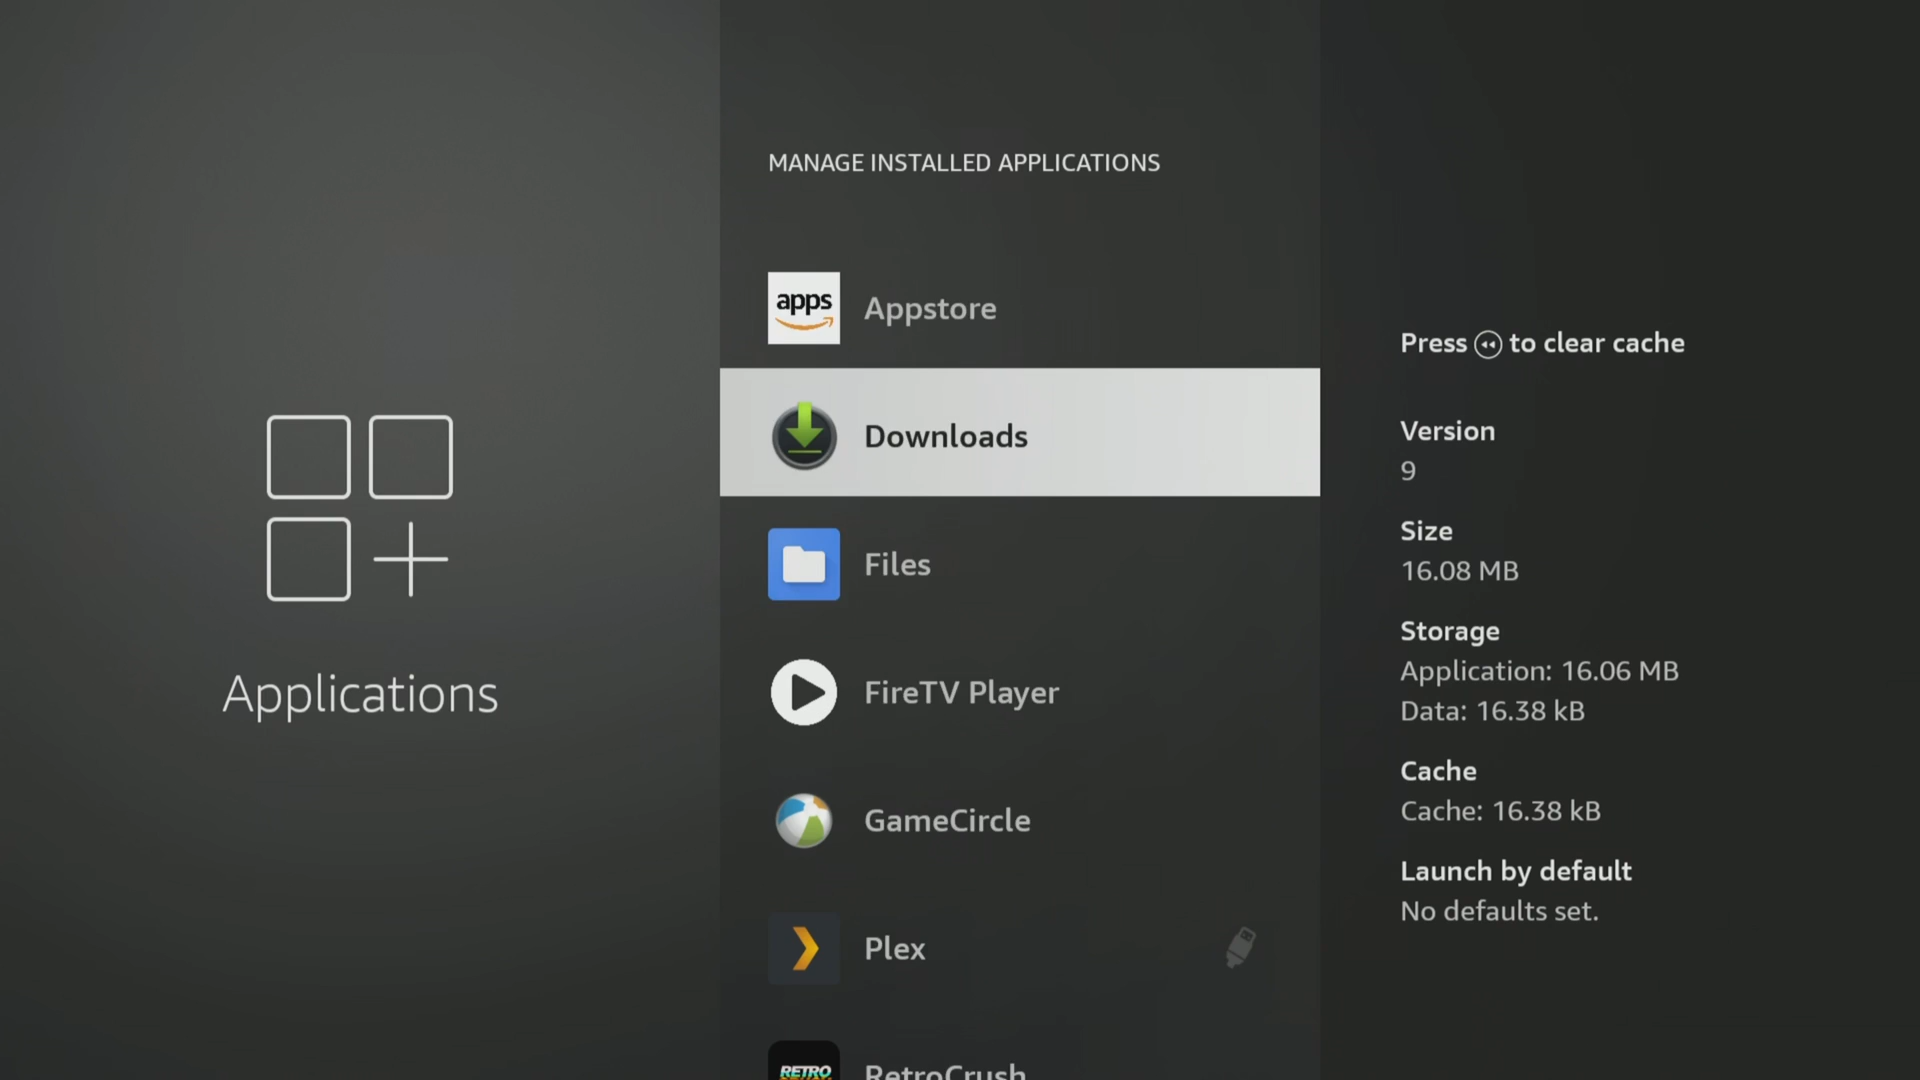 Applications
MANAGE INSTALLED APPLICATIONS
apps
Appstore
Downloads
Files
FireTV Player
GameCircle
Plex
RETRO
RetroCrush
Press to clear cache
Version
9
Size
16.08 MB
Storage
Application: 16.06 MB
Data: 16.38 kB
Cache
Cache: 16.38 kB
Launch by default
No defaults set.